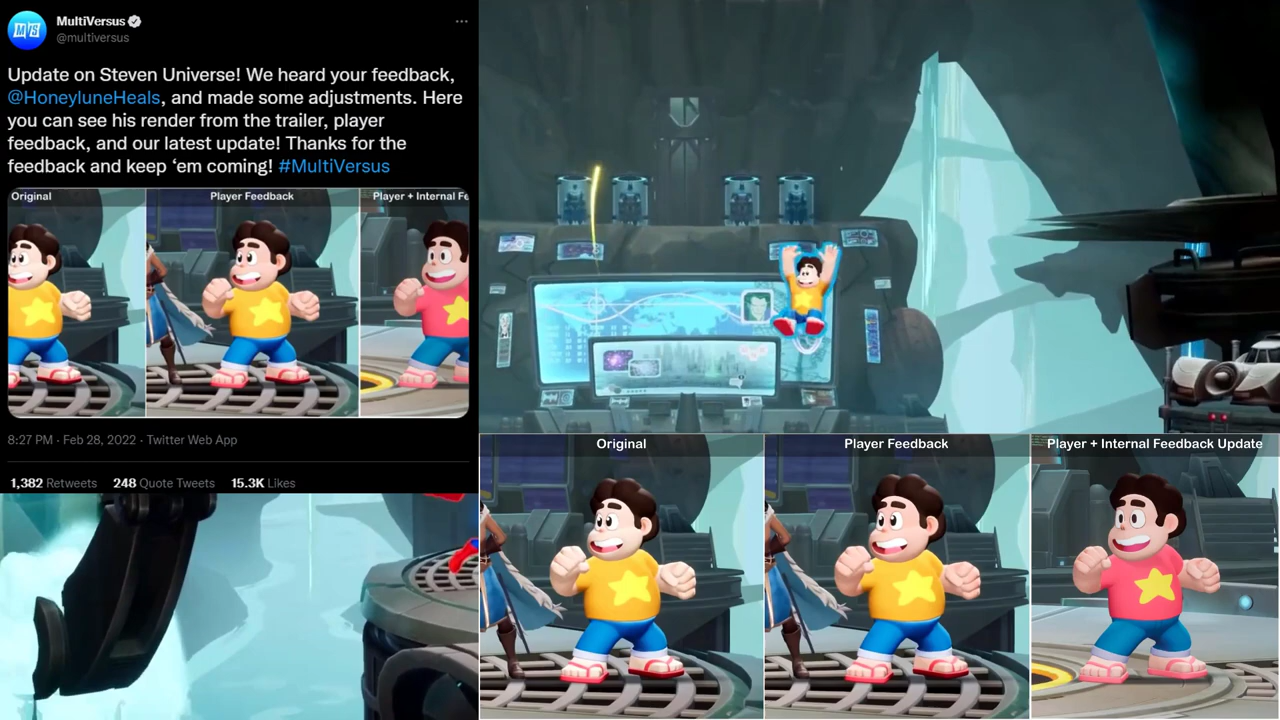 MultiVersus
@multiversus
Update on Steven Universe! We heard your feedback,
@HoneyluneHeals, and made some adjustments. Here
you can see his render from the trailer, player
feedback, and our latest update! Thanks for the
feedback and keep ‘em coming! #MultiVersus
Original
Player Feedback
Player + Internal Fe
8:27 PM · Feb 28, 2022 · Twitter Web App
1,382 Retweets 248 Quote Tweets 15.3K Likes
Original
Player Feedback
Player + Internal Feedback Update